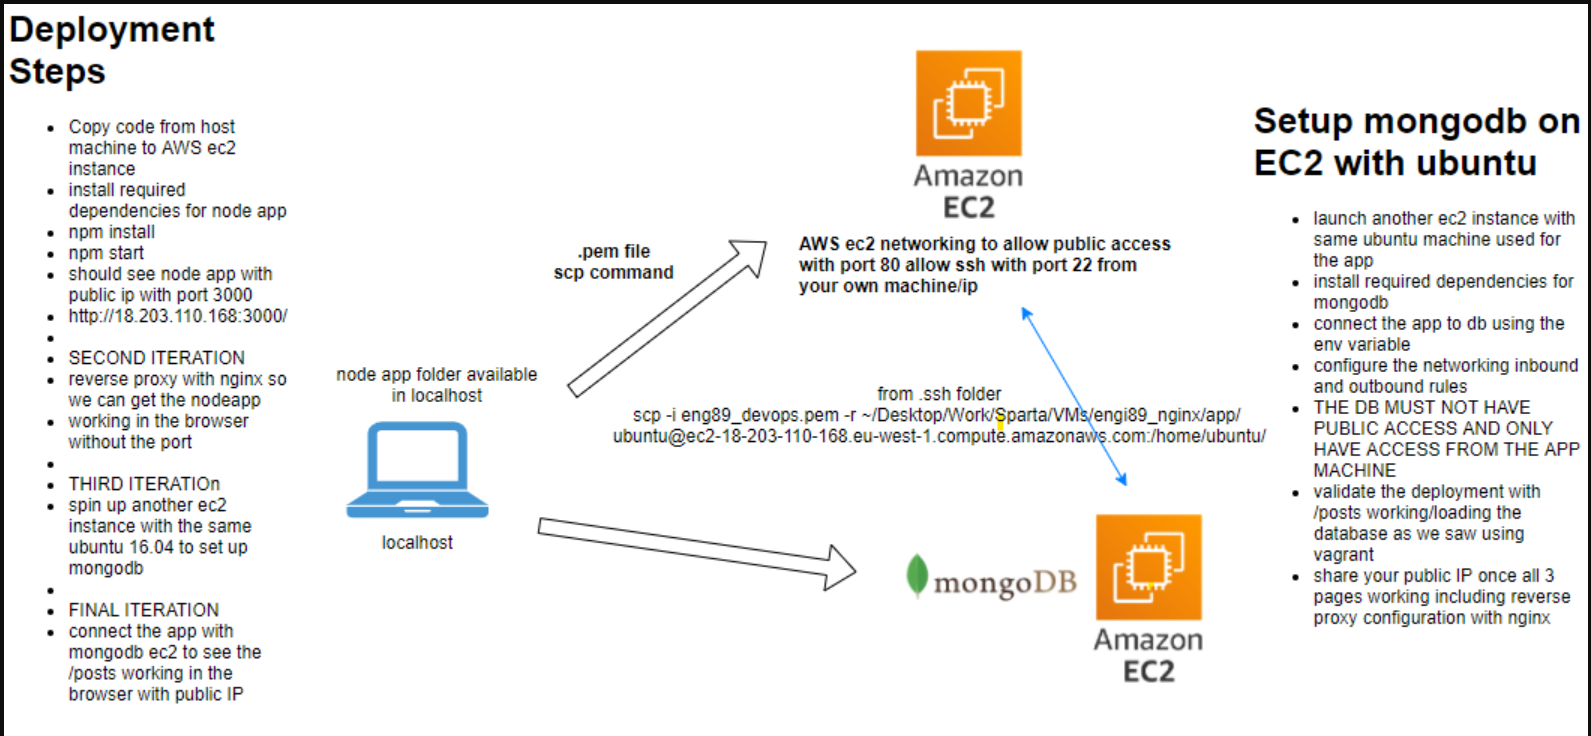 Deployment
Steps
Copy code from host
machine to AWS ec2
instance
install required
dependencies for node app
npm install
npm start
should see node app with
public ip with port 3000
http://18.203.110.168:3000/
SECOND ITERATION
reverse proxy with nginx so
we can get the nodeapp
working in the browser
without the port
THIRD ITERATIOn
spin up another ec2
instance with the same
ubuntu 16.04 to set up
mongodb
FINAL ITERATION
connect the app with
mongodb ec2 to see the
/posts working in the
browser with public IP
node app folder available
in localhost
localhost
.pem file
scp command
Amazon
EC2
AWS ec2 networking to allow public access
with port 80 allow ssh with port 22 from
your own machine/ip
from .ssh folder
scp -i eng89_devops.pem -r ~/Desktop/Work/Sparta/VMs/engi89_nginx/app/
ubuntu@ec2-18-203-110-168.eu-west-1.compute.amazonaws.com:/home/ubuntu/
mongoDB
Amazon
EC2
Setup mongodb on
EC2 with ubuntu
launch another ec2 instance with
same ubuntu machine used for
the app
install required dependencies for
mongodb
connect the app to db using the
env variable
configure the networking inbound
and outbound rules
THE DB MUST NOT HAVE
PUBLIC ACCESS AND ONLY
HAVE ACCESS FROM THE APP
MACHINE
validate the deployment with
/posts working/loading the
database as we saw using
vagrant
share your public IP once all 3
pages working including reverse
proxy configuration with nginx